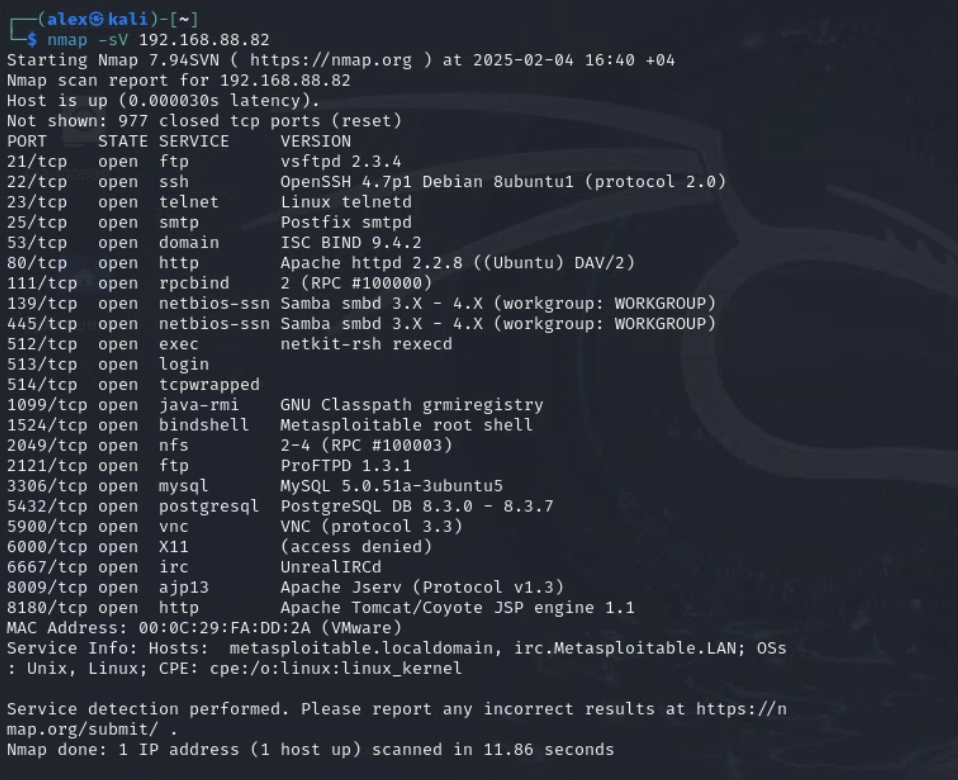 ┌──(alex㉿kali)-[~]
└─$ nmap -sV 192.168.88.82
Starting Nmap 7.94SVN ( https://nmap.org ) at 2025-02-04 16:40 +04
Nmap scan report for 192.168.88.82
Host is up (0.000030s latency).
Not shown: 977 closed tcp ports (reset)
PORT     STATE SERVICE     VERSION
21/tcp   open  ftp         vsftpd 2.3.4
22/tcp   open  ssh         OpenSSH 4.7p1 Debian 8ubuntu1 (protocol 2.0)
23/tcp   open  telnet      Linux telnetd
25/tcp   open  smtp        Postfix smtpd
53/tcp   open  domain      ISC BIND 9.4.2
80/tcp   open  http        Apache httpd 2.2.8 ((Ubuntu) DAV/2)
111/tcp  open  rpcbind     2 (RPC #100000)
139/tcp  open  netbios-ssn Samba smbd 3.X - 4.X (workgroup: WORKGROUP)
445/tcp  open  netbios-ssn Samba smbd 3.X - 4.X (workgroup: WORKGROUP)
512/tcp  open  exec        netkit-rsh rexecd
513/tcp  open  login
514/tcp  open  tcpwrapped
1099/tcp open  java-rmi    GNU Classpath grmiregistry
1524/tcp open  bindshell   Metasploitable root shell
2049/tcp open  nfs         2-4 (RPC #100003)
2121/tcp open  ftp         ProFTPD 1.3.1
3306/tcp open  mysql       MySQL 5.0.51a-3ubuntu5
5432/tcp open  postgresql  PostgreSQL DB 8.3.0 - 8.3.7
5900/tcp open  vnc         VNC (protocol 3.3)
6000/tcp open  X11         (access denied)
6667/tcp open  irc         UnrealIRCd
8009/tcp open  ajp13       Apache Jserv (Protocol v1.3)
8180/tcp open  http        Apache Tomcat/Coyote JSP engine 1.1
MAC Address: 00:0C:29:FA:DD:2A (VMware)
Service Info: Hosts:  metasploitable.localdomain, irc.Metasploitable.LAN; OSs
: Unix, Linux; CPE: cpe:/o:linux:linux_kernel

Service detection performed. Please report any incorrect results at https://n
map.org/submit/ .
Nmap done: 1 IP address (1 host up) scanned in 11.86 seconds